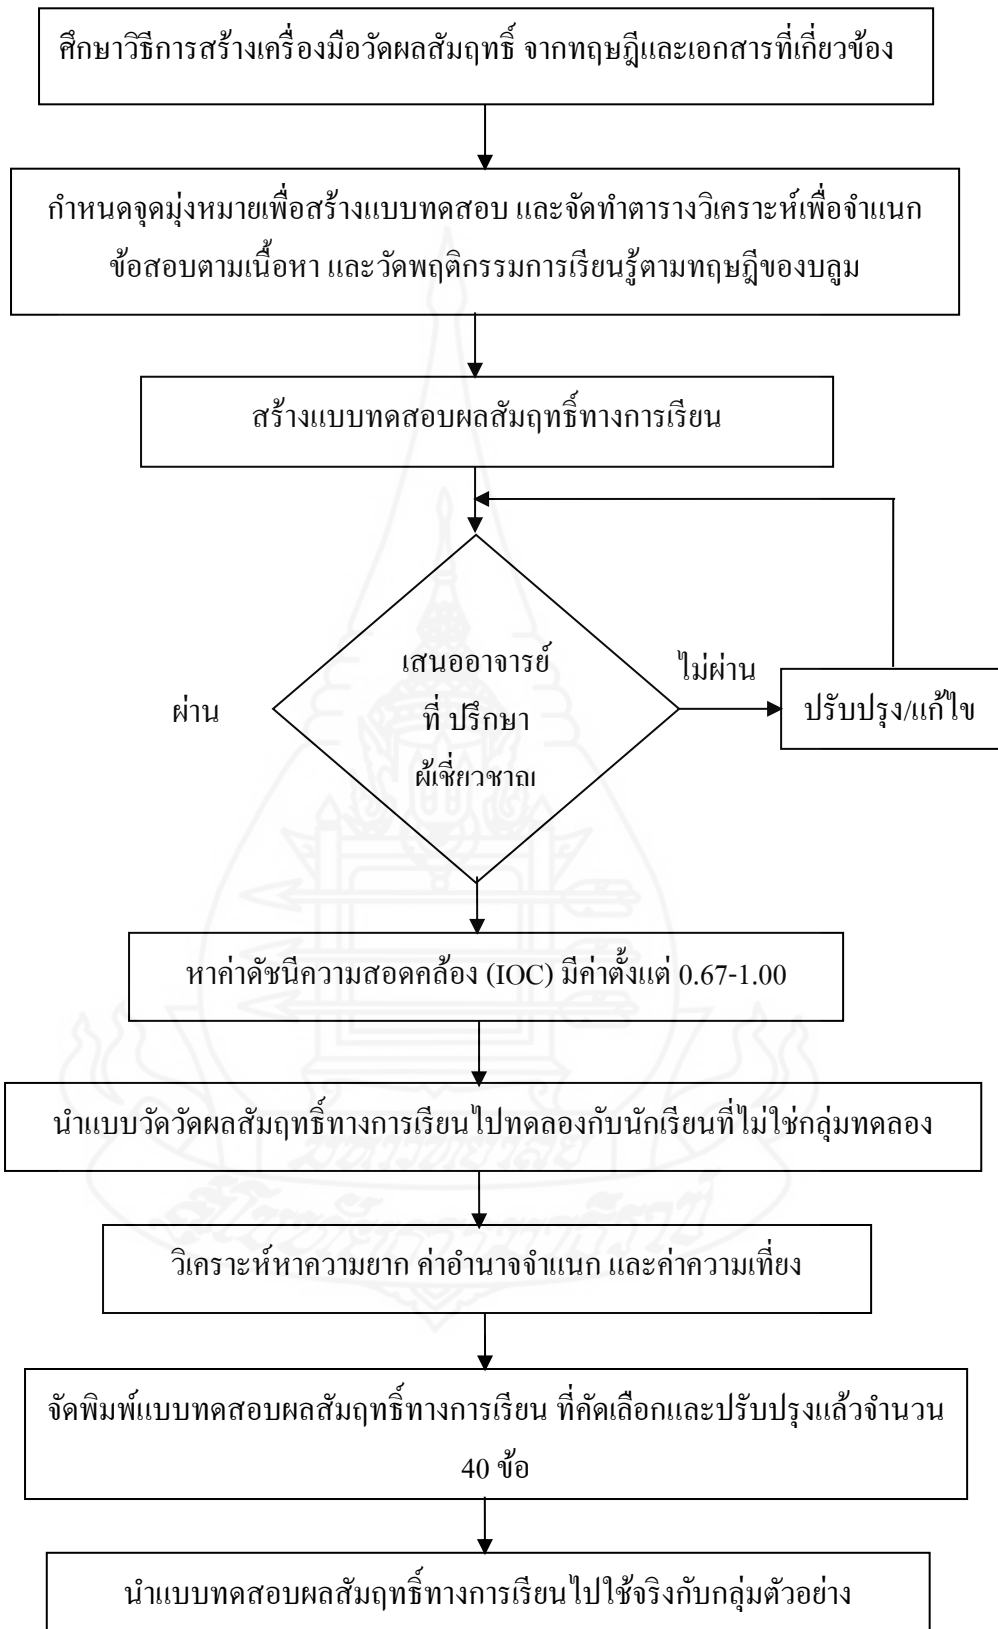 ศึกษาวิธีการสร้างเครื่องมือวัดผลสัมฤทธิ์ จากทฤษฎีและเอกสารที่เกี่ยวข้อง
กำหนดจุดมุ่งหมายเพื่อสร้างแบบทดสอบ และจัดทำตารางวิเคราะห์เพื่อจำแนก
ข้อสอบตามเนื้อหา และวัดพฤติกรรมการเรียนรู้ตามทฤษฎีของบลูม
สร้างแบบทดสอบผลสัมฤทธิ์ทางการเรียน
เสนออาจารย์
ที่ ปรึกษา
ผู้เชี่ยวชาญ
ผ่าน
ไม่ผ่าน
ปรับปรุง/แก้ไข
หาค่าดัชนีความสอดคล้อง (IOC) มีค่าตั้งแต่ 0.67-1.00
นำแบบวัดวัดผลสัมฤทธิ์ทางการเรียนไปทดลองกับนักเรียนที่ไม่ใช่กลุ่มทดลอง
วิเคราะห์หาความยาก ค่าอำนาจจำแนก และค่าความเที่ยง
จัดพิมพ์แบบทดสอบผลสัมฤทธิ์ทางการเรียน ที่คัดเลือกและปรับปรุงแล้วจำนวน
40 ข้อ
นำแบบทดสอบผลสัมฤทธิ์ทางการเรียนไปใช้จริงกับกลุ่มตัวอย่าง